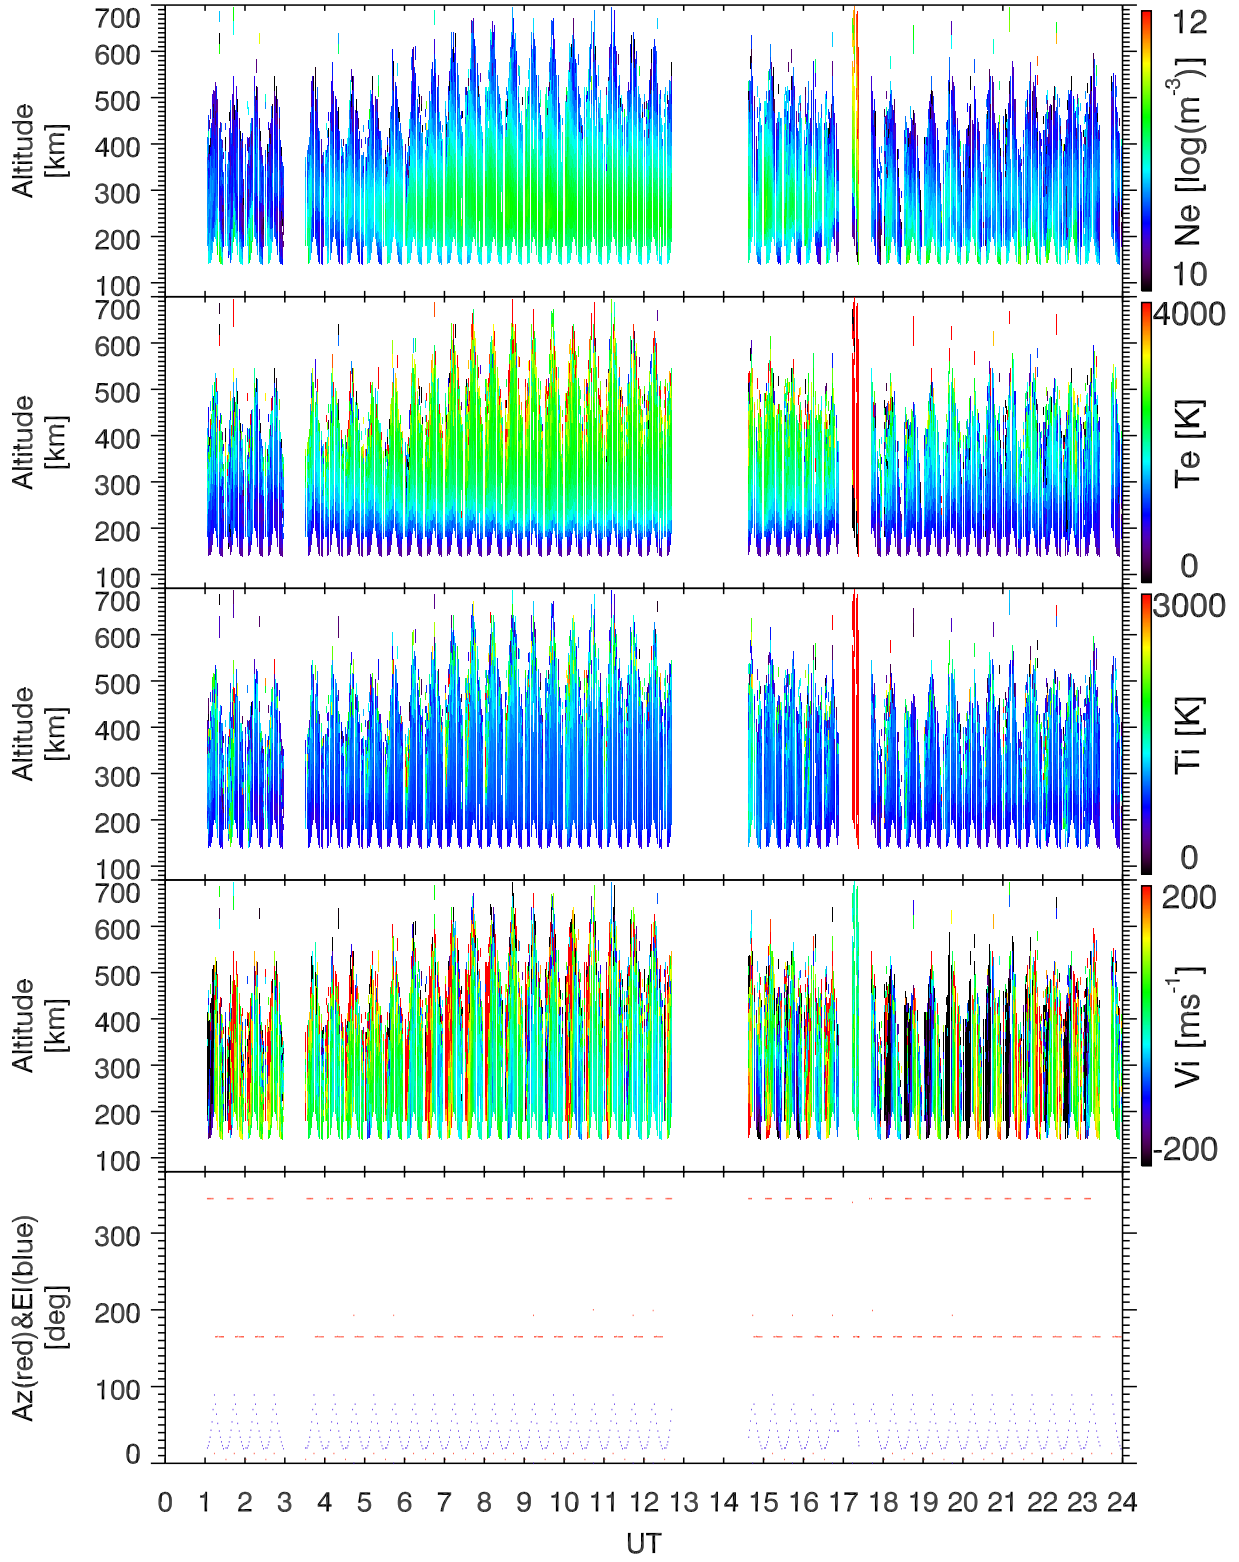 700
600
500
400
300
200
100
Altitude
[km]
12
10
Ne [log(m⁻³)]
700
600
500
400
300
200
100
Altitude
[km]
4000
0
Te [K]
700
600
500
400
300
200
100
Altitude
[km]
3000
0
Ti [K]
700
600
500
400
300
200
100
Altitude
[km]
200
-200
Vi [ms⁻¹]
300
200
100
0
Az(red)&El(blue)
[deg]
0 1 2 3 4 5 6 7 8 9 10 11 12 13 14 15 16 17 18 19 20 21 22 23 24
UT